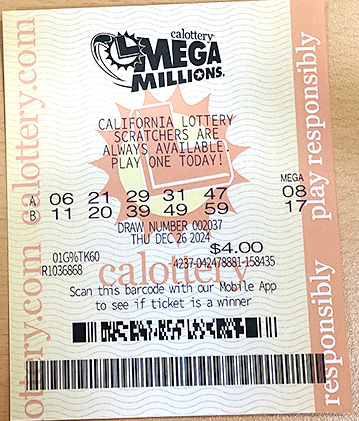 calottery
MEGA
MILLIONS
CALIFORNIA LOTTERY
SCRATCHERS ARE
ALWAYS AVAILABLE.
PLAY ONE TODAY!
MEGA
A 06 21 29 31 47 08
B 11 20 39 49 59 17
DRAW NUMBER 002037
THU DEC 26 2024
$4.00
01G%TK60 4237-042478881-158435
R1036868
calottery
Scan this barcode with our Mobile App
to see if ticket is a winner
calottery.com
ottery.com
play responsibly
responsibly